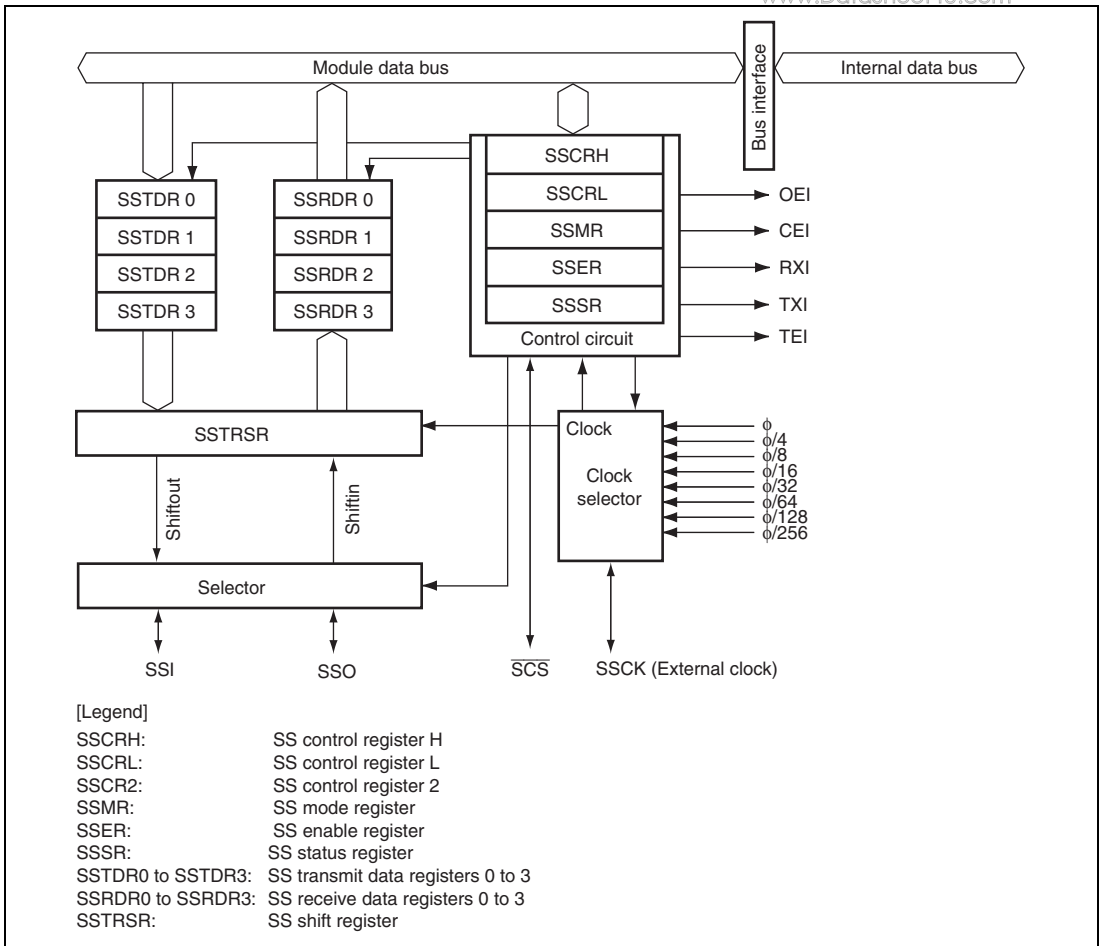 www.DataSheet4U.com
Module data bus
Bus interface
Internal data bus
SSCRH
SSCRL
SSMR
SSER
SSSR
Control circuit
OEI
CEI
RXI
TXI
TEI
SSTDR 0
SSTDR 1
SSTDR 2
SSTDR 3
SSRDR 0
SSRDR 1
SSRDR 2
SSRDR 3
SSTRSR
Clock
Clock
selector
ϕ
ϕ/4
ϕ/8
ϕ/16
ϕ/32
ϕ/64
ϕ/128
ϕ/256
Shiftout
Shiftin
Selector
SSI
SSO
SCS
SSCK (External clock)
[Legend]
SSCRH: SS control register H
SSCRL: SS control register L
SSCR2: SS control register 2
SSMR: SS mode register
SSER: SS enable register
SSSR: SS status register
SSTDR0 to SSTDR3: SS transmit data registers 0 to 3
SSRDR0 to SSRDR3: SS receive data registers 0 to 3
SSTRSR: SS shift register